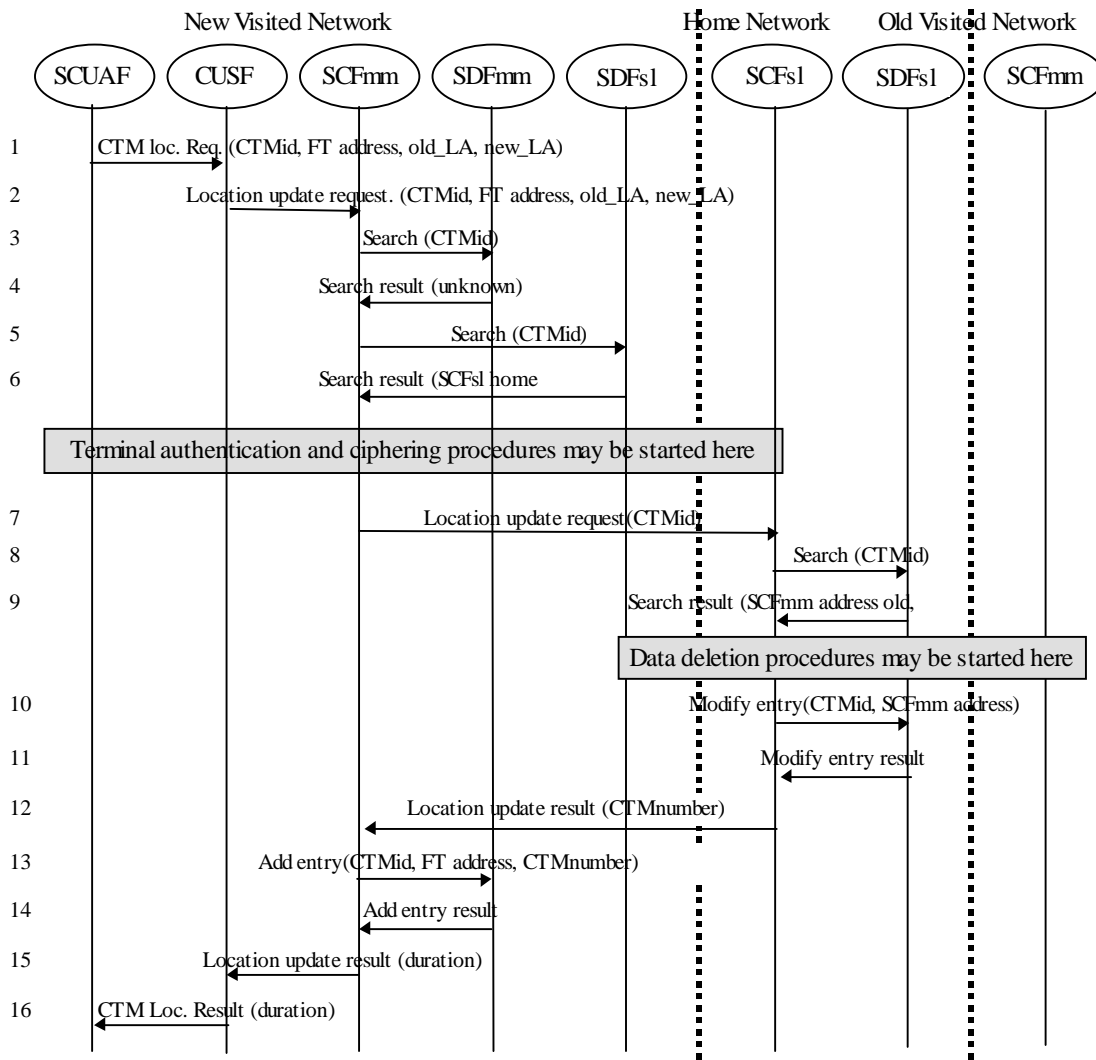 New Visited Network
Home Network
Old Visited Network
SCUAF
CUSF
SCFmm
SDFmm
SDFsl
SCFsl
SDFsl
SCFmm
1
CTM loc. Req. (CTMid, FT address, old_LA, new_LA)
2
Location update request. (CTMid, FT address, old_LA, new_LA)
3
Search (CTMid)
4
Search result (unknown)
5
Search (CTMid)
6
Search result (SCFsl home
Terminal authentication and ciphering procedures may be started here
7
Location update request(CTMid)
8
Search (CTMid)
9
Search result (SCFmm address old,
Data deletion procedures may be started here
10
Modify entry(CTMid, SCFmm address)
11
Modify entry result
12
Location update result (CTMnumber)
13
Add entry(CTMid, FT address, CTMnumber)
14
Add entry result
15
Location update result (duration)
16
CTM Loc. Result (duration)